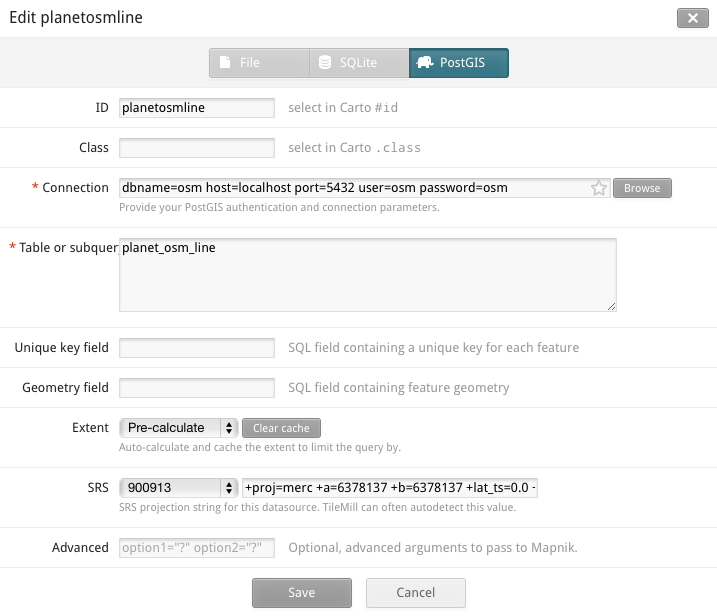 Edit planetosmline
File SQLite PostGIS
ID planetosmline select in Carto #id
Class select in Carto .class
* Connection dbname=osm host=localhost port=5432 user=osm password=osm Browse
Provide your PostGIS authentication and connection parameters.
* Table or subquer planet_osm_line
Unique key field SQL field containing a unique key for each feature
Geometry field SQL field containing feature geometry
Extent Pre-calculate Clear cache
Auto-calculate and cache the extent to limit the query by.
SRS 900913 +proj=merc +a=6378137 +b=6378137 +lat_ts=0.0
SRS projection string for this datasource. TileMill can often autodetect this value.
Advanced option1="?" option2="?" Optional, advanced arguments to pass to Mapnik.
Save Cancel